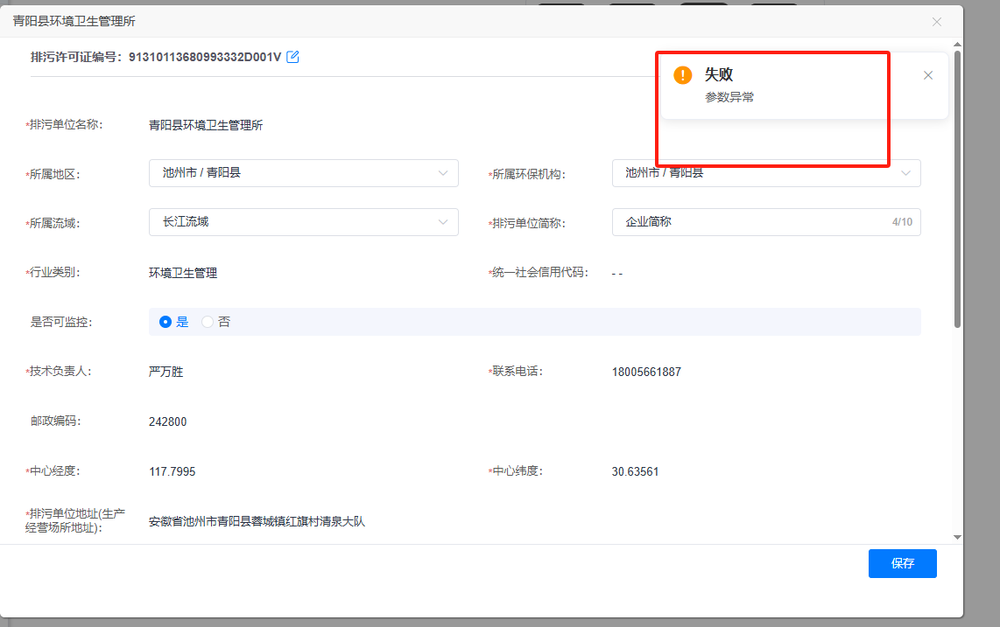 青阳县环境卫生管理所
排污许可证编号：91310113680993332D001V
失败
参数异常
*排污单位名称：
青阳县环境卫生管理所
*所属地区：
池州市 / 青阳县
*所属环保机构：
池州市 / 青阳县
*所属流域：
长江流域
*排污单位简称：
企业简称
4/10
*行业类别：
环境卫生管理
*统一社会信用代码：
- -
是否可监控：
是
否
*技术负责人：
严万胜
*联系电话：
18005661887
邮政编码：
242800
*中心经度：
117.7995
*中心纬度：
30.63561
*排污单位地址(生产
经营场所地址)：
安徽省池州市青阳县蓉城镇红旗村清泉大队
保存